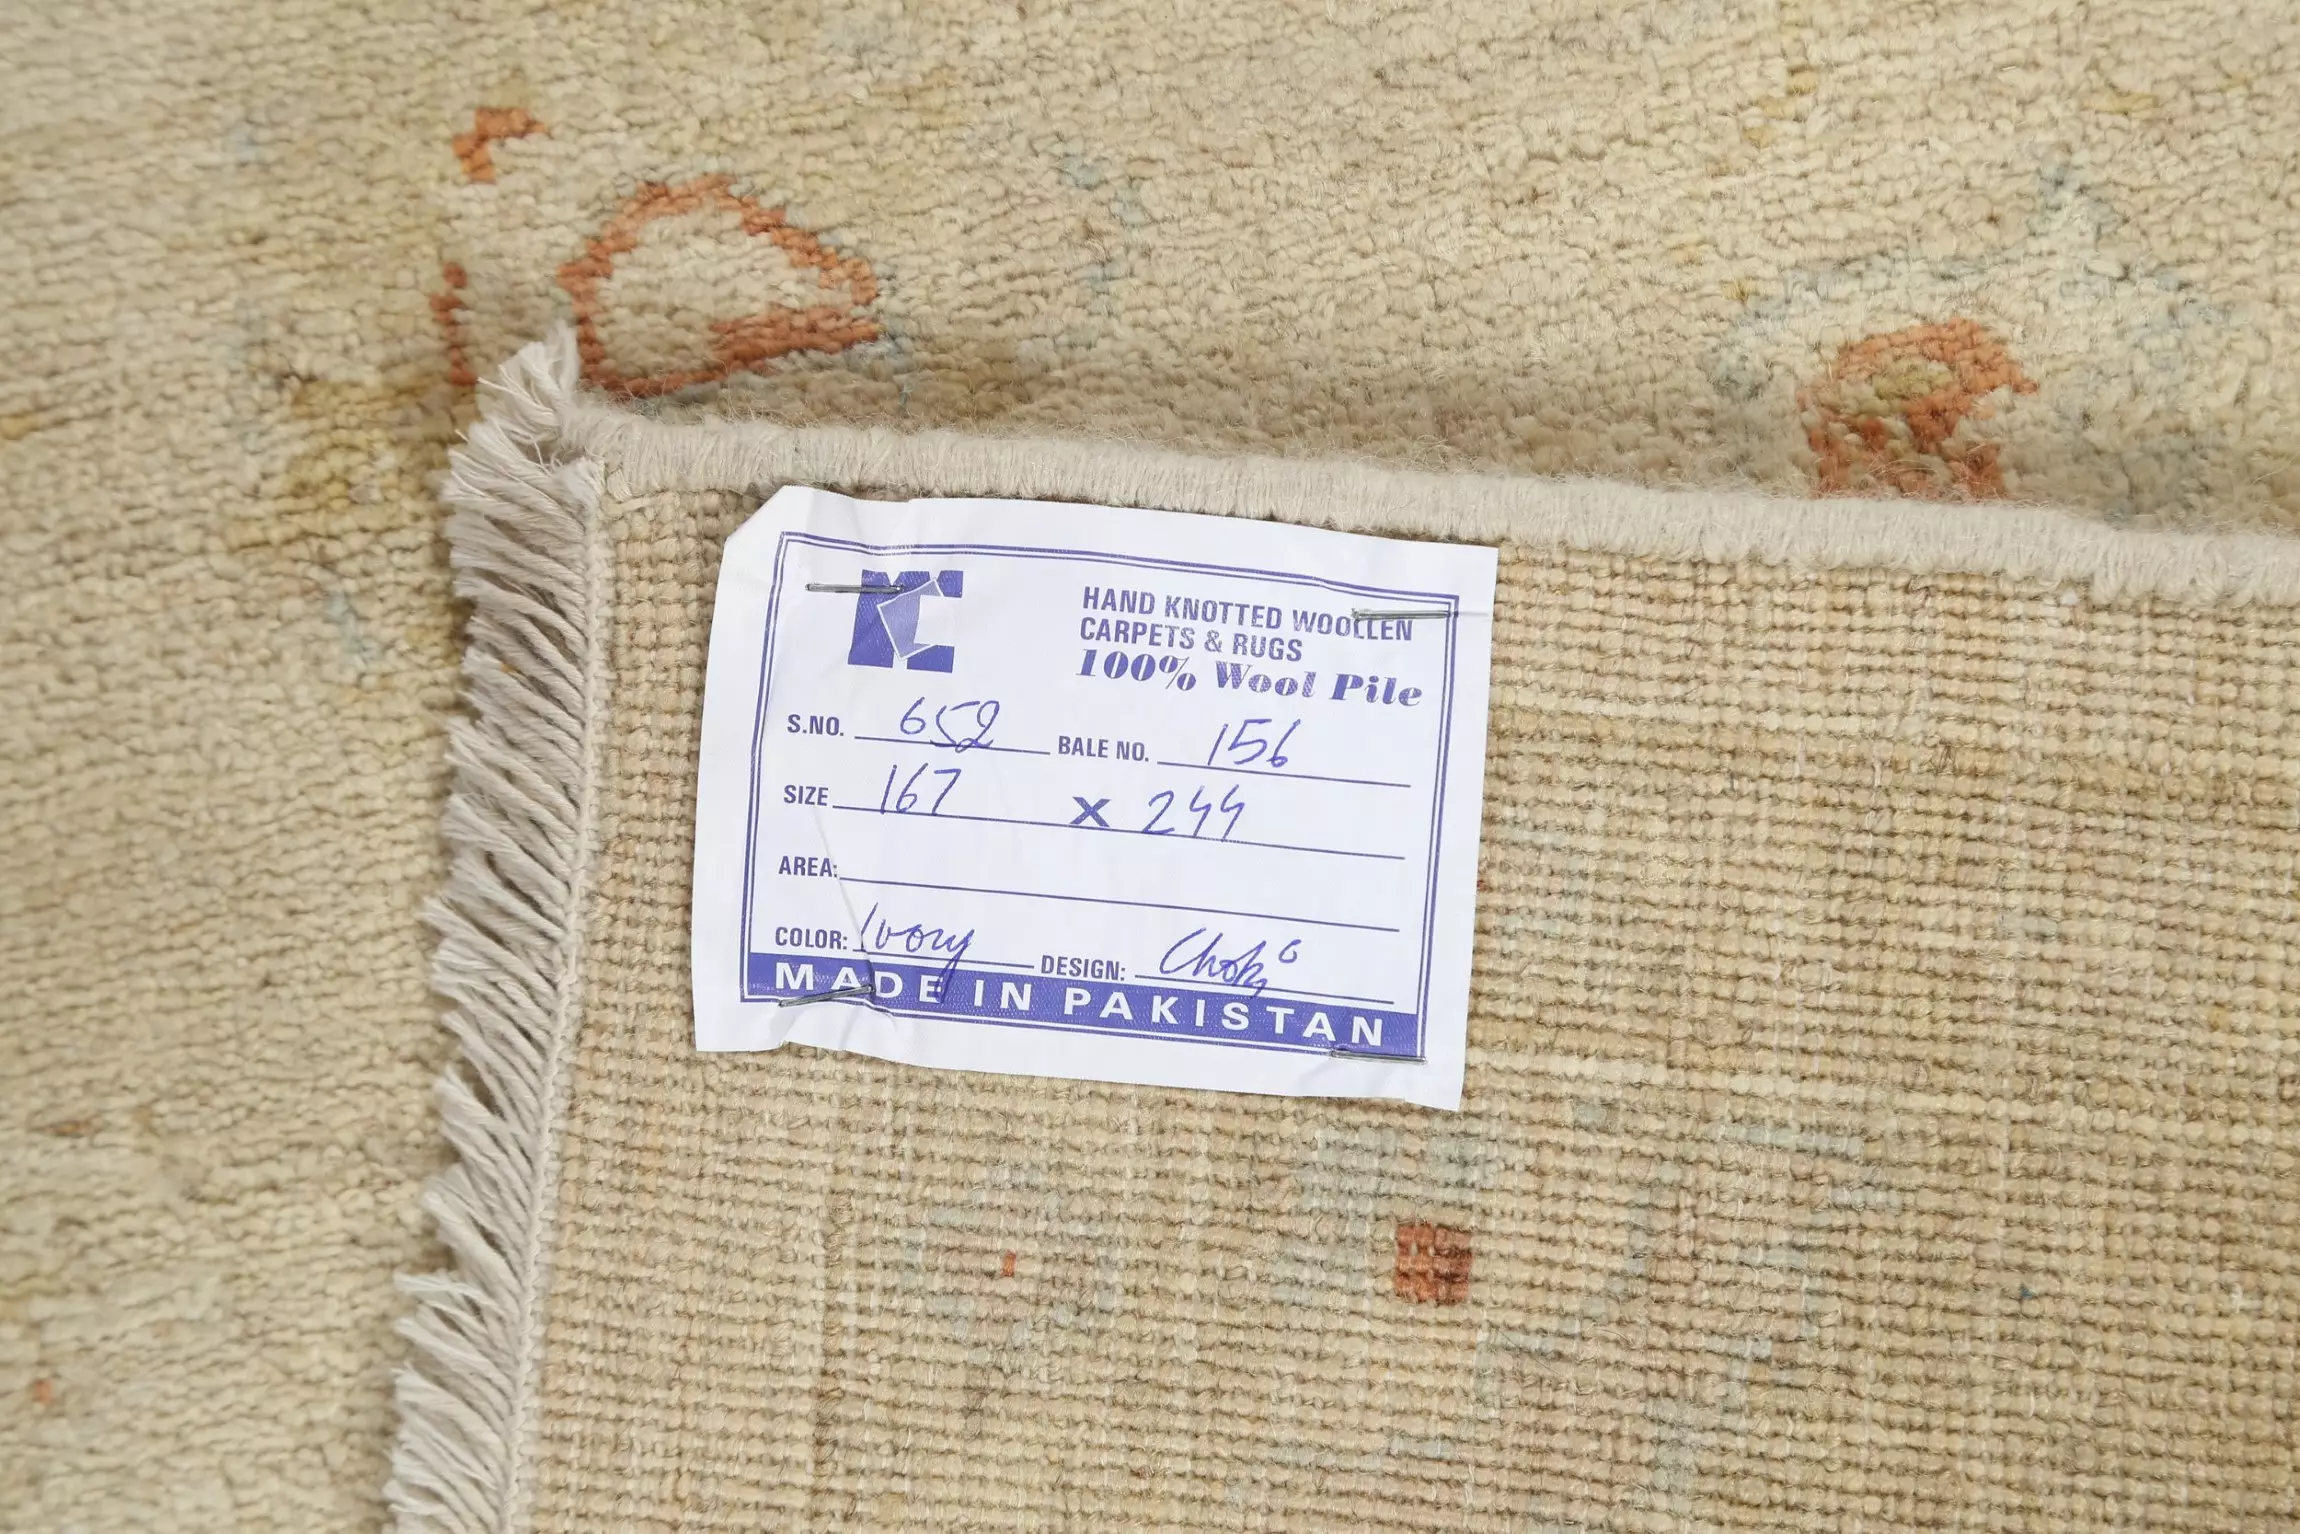 HAND KNOTTED WOOLLEN
CARPETS & RUGS
100% Wool Pile
S.NO. 652 BALE NO. 156
SIZE 167 X 244
AREA:
COLOR: Ivory DESIGN:
MADE IN PAKISTAN